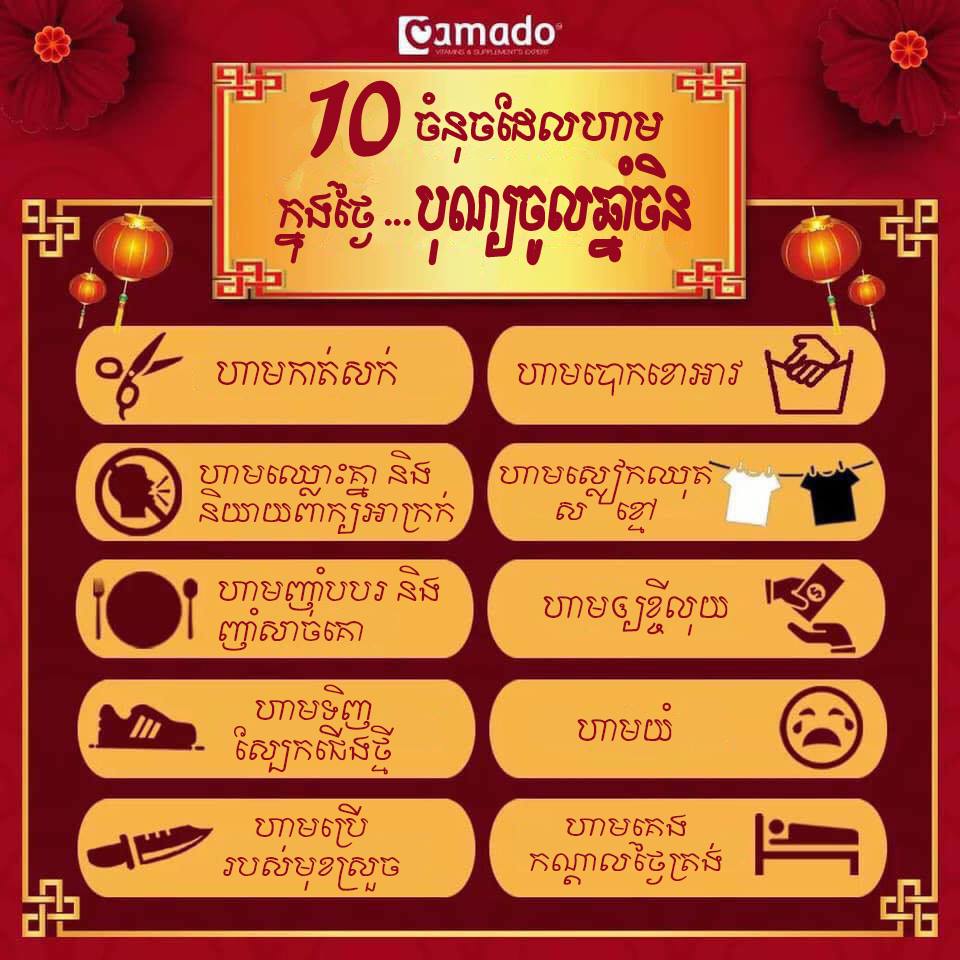 amado
VITAMINS & SUPPLEMENT'S EXPERT
10 ចំនុចដែលហាម
ក្នុងថ្ងៃ ...បុណ្យចូលឆ្នាំចិន
ហាមកាត់សក់
ហាមបោកខោអាវ
ហាមឈ្លោះគ្នា និង
និយាយពាក្យអាក្រក់
ហាមស្លៀកឈុត
ស ខ្មៅ
ហាមញ៉ាំបបរ និង
ញ៉ាំសាច់គោ
ហាមឲ្យខ្ចីលុយ
ហាមទិញ
ស្បែកជើងថ្មី
ហាមយំ
ហាមប្រើ
របស់មុខស្រួច
ហាមគេង
កណ្តាលថ្ងៃត្រង់